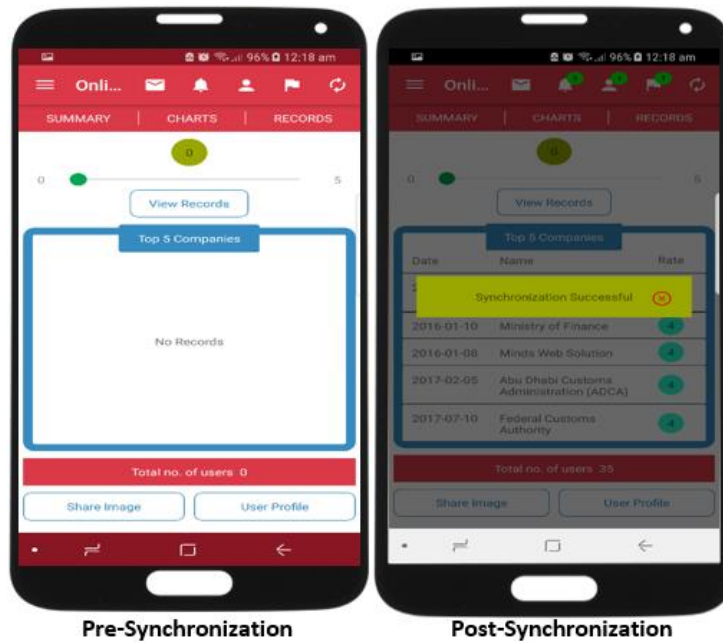 96% 12:18 am
Onli...
SUMMARY | CHARTS | RECORDS
0
0 5
View Records
Top 5 Companies
No Records
Total no. of users 0
Share Image User Profile
Pre-Synchronization
96% 12:18 am
Onli...
SUMMARY | CHARTS | RECORDS
0
0 5
View Records
Top 5 Companies
Date Name Rate
Synchronization Successful
2016-01-10 Ministry of Finance 4
2016-01-08 Minds Web Solution 4
2017-02-05 Abu Dhabi Customs
Administration (ADCA) 4
2017-07-10 Federal Customs
Authority 4
Total no. of users 35
Share Image User Profile
Post-Synchronization